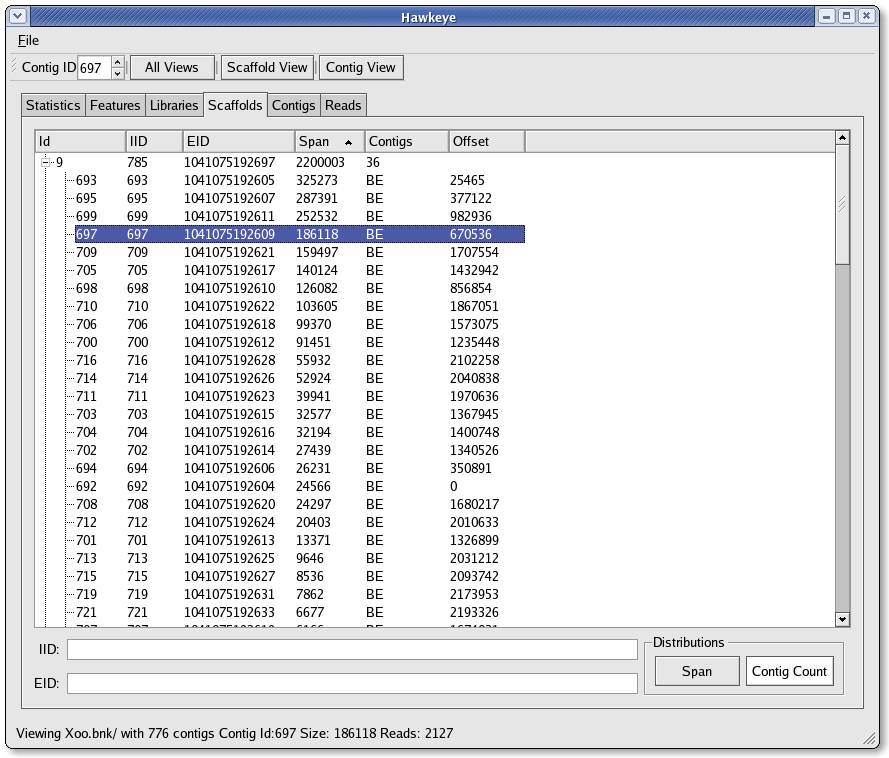 Hawkeye
File
Contig ID 697 All Views Scaffold View Contig View
Statistics Features Libraries Scaffolds Contigs Reads
Id IID EID Span Contigs Offset
9 785 1041075192697 2200003 36
693 693 1041075192605 325273 BE 25465
695 695 1041075192607 287391 BE 377122
699 699 1041075192611 252532 BE 982936
697 697 1041075192609 186118 BE 670536
709 709 1041075192621 159497 BE 1707554
705 705 1041075192617 140124 BE 1432942
698 698 1041075192610 126082 BE 856854
710 710 1041075192622 103605 BE 1867051
706 706 1041075192618 99370 BE 1573075
700 700 1041075192612 91451 BE 1235448
716 716 1041075192628 55932 BE 2102258
714 714 1041075192626 52924 BE 2040838
711 711 1041075192623 39941 BE 1970636
703 703 1041075192615 32577 BE 1367945
704 704 1041075192616 32194 BE 1400748
702 702 1041075192614 27439 BE 1340526
694 694 1041075192606 26231 BE 350891
692 692 1041075192604 24566 BE 0
708 708 1041075192620 24297 BE 1680217
712 712 1041075192624 20403 BE 2010633
701 701 1041075192613 13371 BE 1326899
713 713 1041075192625 9646 BE 2031212
715 715 1041075192627 8536 BE 2093742
719 719 1041075192631 7862 BE 2173953
721 721 1041075192633 6677 BE 2193326
IID:
EID:
Distributions
Span Contig Count
Viewing Xoo.bnk/ with 776 contigs Contig Id:697 Size: 186118 Reads: 2127